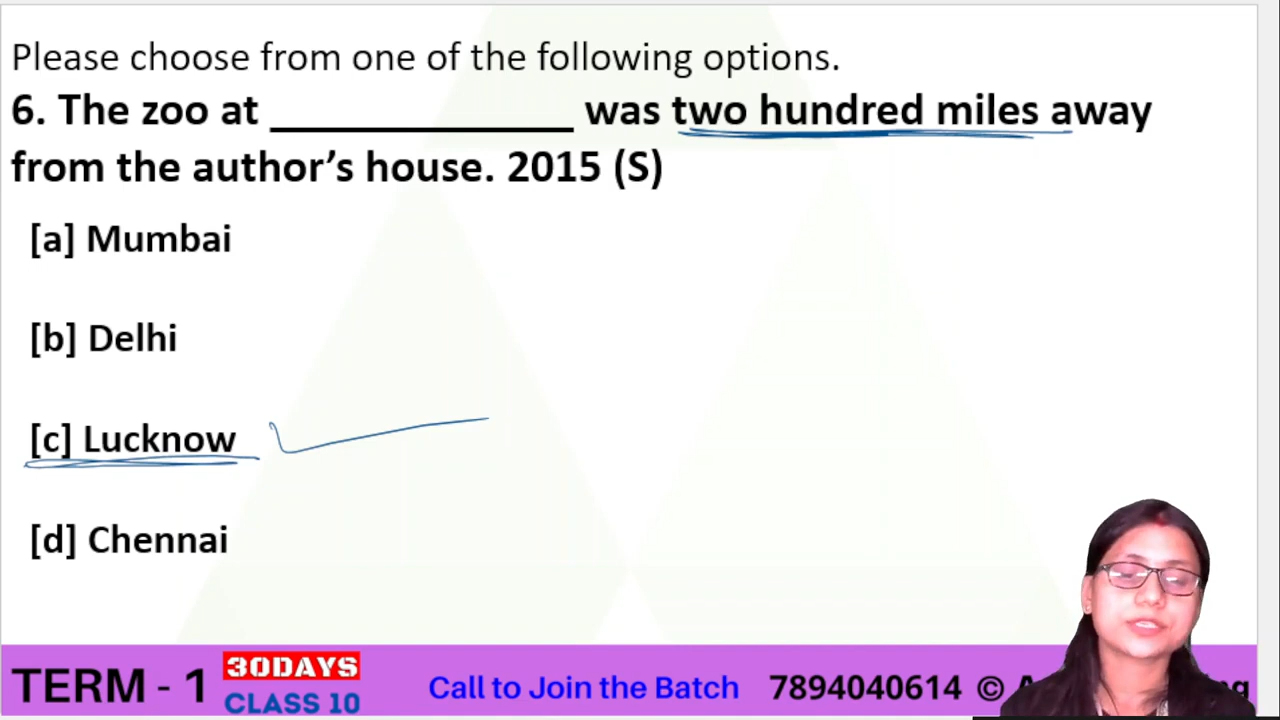 Please choose from one of the following options.
6. The zoo at ______________ was two hundred miles away
from the author's house. 2015 (S)
[a] Mumbai
[b] Delhi
[c] Lucknow
[d] Chennai
TERM - 1
30DAYS
CLASS 10
Call to Join the Batch 7894040614 ©